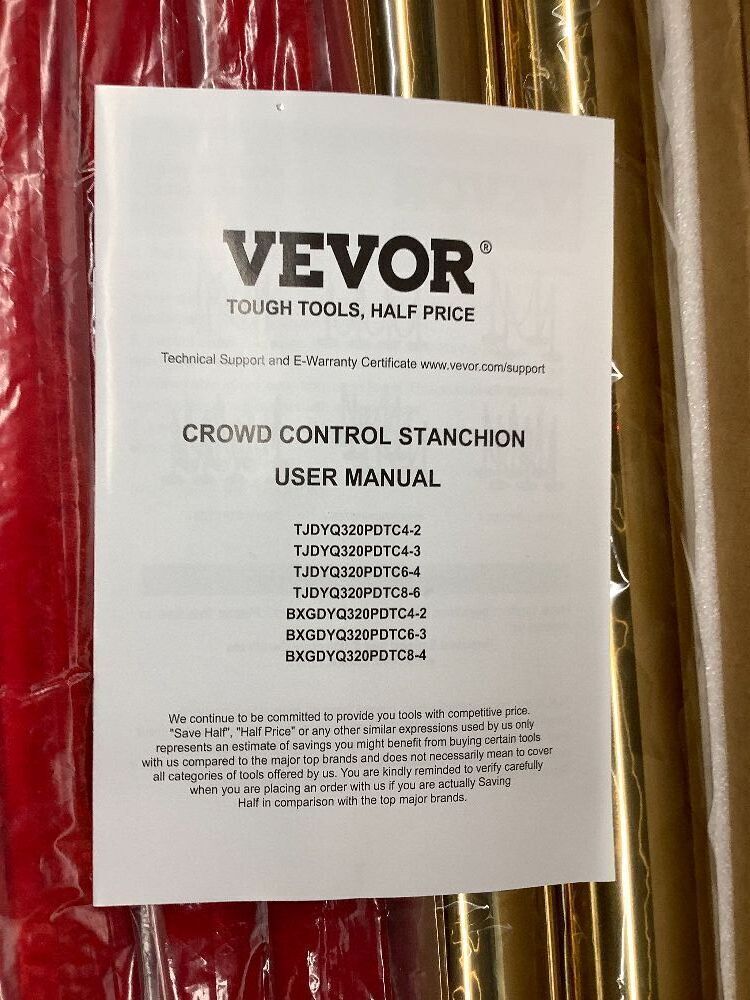 VEVOR®
TOUGH TOOLS, HALF PRICE
Technical Support and E-Warranty Certificate www.vevor.com/support
CROWD CONTROL STANCHION
USER MANUAL
TJDYQ320PDTC4-2
TJDYQ320PDTC4-3
TJDYQ320PDTC6-4
TJDYQ320PDTC8-6
BXGDYQ320PDTC4-2
BXGDYQ320PDTC6-3
BXGDYQ320PDTC8-4
We continue to be committed to provide you tools with competitive price.
"Save Half", "Half Price" or any other similar expressions used by us only
represents an estimate of savings you might benefit from buying certain tools
with us compared to the major top brands and does not necessarily mean to cover
all categories of tools offered by us. You are kindly reminded to verify carefully
when you are placing an order with us if you are actually Saving
Half in comparison with the top major brands.